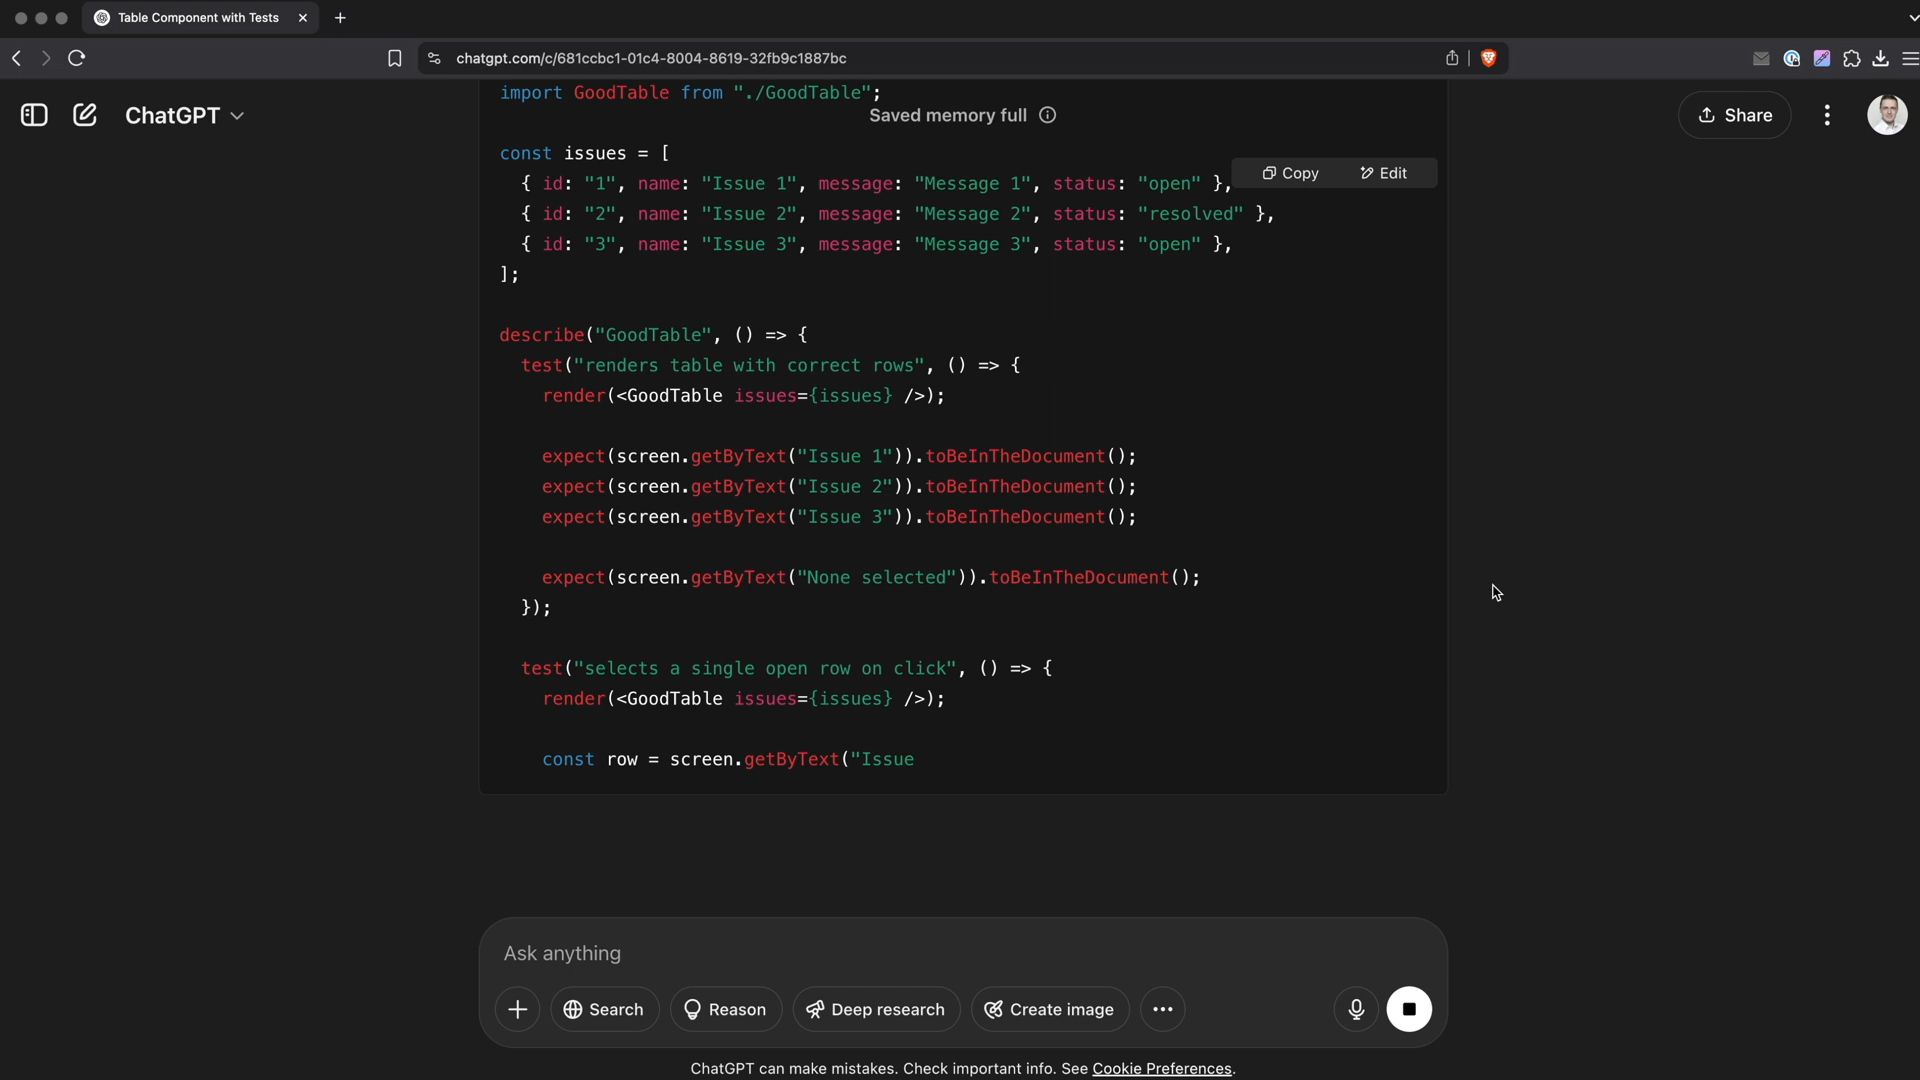 Table Component with Tests
chatgpt.com/c/681ccbc1-01c4-8004-8619-32fb9c1887bc
ChatGPT
import GoodTable from "./GoodTable";
Saved memory full
Share
const issues = [
Copy
Edit
{ id: "1", name: "Issue 1", message: "Message 1", status: "open" },
{ id: "2", name: "Issue 2", message: "Message 2", status: "resolved" },
{ id: "3", name: "Issue 3", message: "Message 3", status: "open" },
];
describe("GoodTable", () => {
test("renders table with correct rows", () => {
render(<GoodTable issues={issues} />);
expect(screen.getByText("Issue 1")).toBeInTheDocument();
expect(screen.getByText("Issue 2")).toBeInTheDocument();
expect(screen.getByText("Issue 3")).toBeInTheDocument();
expect(screen.getByText("None selected")).toBeInTheDocument();
});
test("selects a single open row on click", () => {
render(<GoodTable issues={issues} />);
const row = screen.getByText("Issue
Ask anything
Search
Reason
Deep research
Create image
ChatGPT can make mistakes. Check important info. See Cookie Preferences.